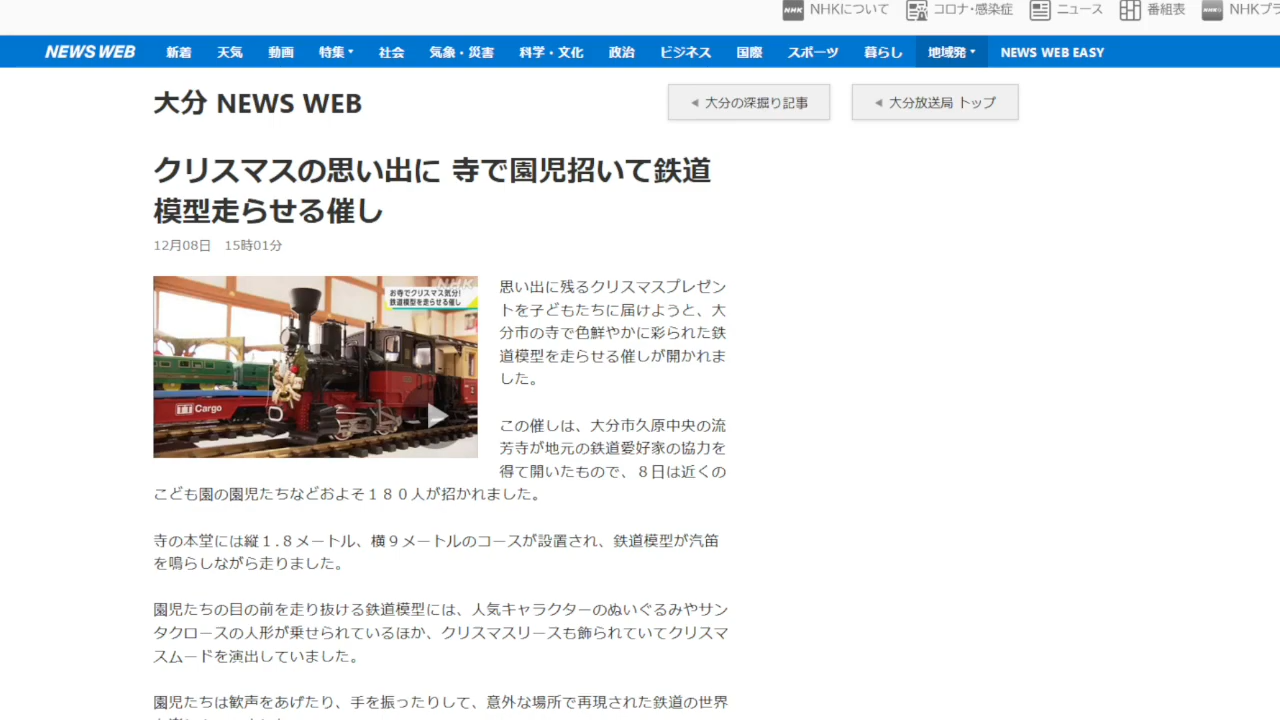 NHK NHKについて コロナ・感染症 ニュース 番組表 NHKプラ
NEWS WEB 新着 天気 動画 特集 社会 気象・災害 科学・文化 政治 ビジネス 国際 スポーツ 暮らし 地域発 NEWS WEB EASY
大分 NEWS WEB
大分の深掘り記事
大分放送局 トップ
クリスマスの思い出に 寺で園児招いて鉄道
模型走らせる催し
12月08日 15時01分
NHK
お寺でクリスマス気分!
鉄道模型を走らせる催し
TT Cargo
思い出に残るクリスマスプレゼン
トを子どもたちに届けようと、大
分市の寺で色鮮やかに彩られた鉄
道模型を走らせる催しが開かれま
した。
この催しは、大分市久原中央の流
芳寺が地元の鉄道愛好家の協力を
得て開いたもので、８日は近くの
こども園の園児たちなどおよそ１８０人が招かれました。
寺の本堂には縦１.８メートル、横９メートルのコースが設置され、鉄道模型が汽笛
を鳴らしながら走りました。
園児たちの目の前を走り抜ける鉄道模型には、人気キャラクターのぬいぐるみやサン
タクロースの人形が乗せられているほか、クリスマスリースも飾られていてクリスマ
スムードを演出していました。
園児たちは歓声をあげたり、手を振ったりして、意外な場所で再現された鉄道の世界